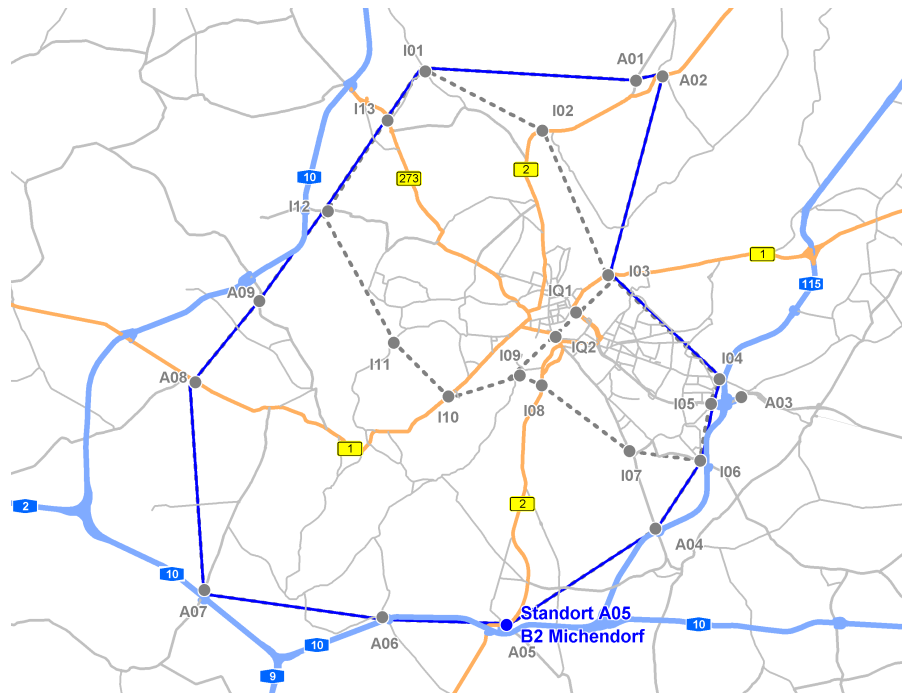 I01
A01
A02
I13
I02
273
2
10
I12
1
I03
115
A09
IQ1
IQ2
I11
I09
I04
A08
I08
I05
A03
I10
1
I07
I06
2
2
A04
10
A07
Standort A05
10
B2 Michendorf
A06
A05
10
9